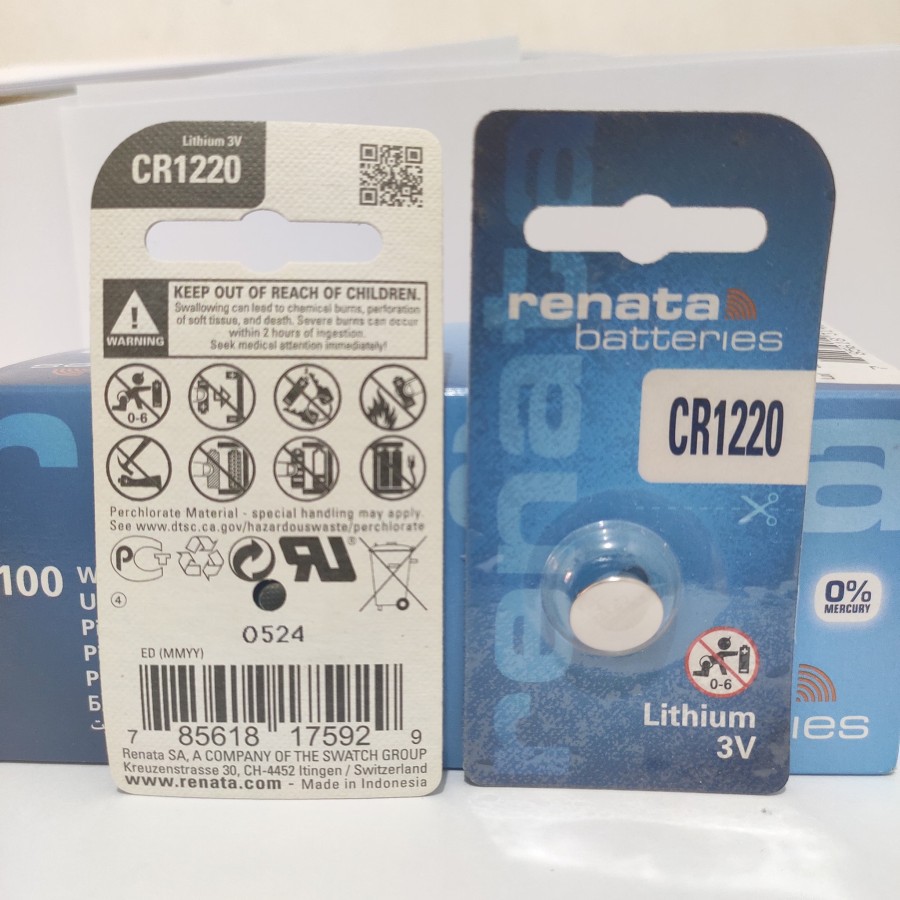 Lithium 3V
CR1220
KEEP OUT OF REACH OF CHILDREN.
Swallowing can lead to chemical burns, perforation
of soft tissue, and death. Severe burns can occur
within 2 hours of ingestion.
Seek medical attention immediately!
WARNING
0-6
Perchlorate Material - special handling may apply.
See www.dtsc.ca.gov/hazardouswaste/perchlorate
®
4
0524
ED (MMYY)
7 85618 17592 9
Renata SA, A COMPANY OF THE SWATCH GROUP
Kreuzenstrasse 30, CH-4452 Itingen / Switzerland
www.renata.com - Made in Indonesia
renata
renata
batteries
CR1220
0-6
Lithium
3V
100
0%
MERCURY